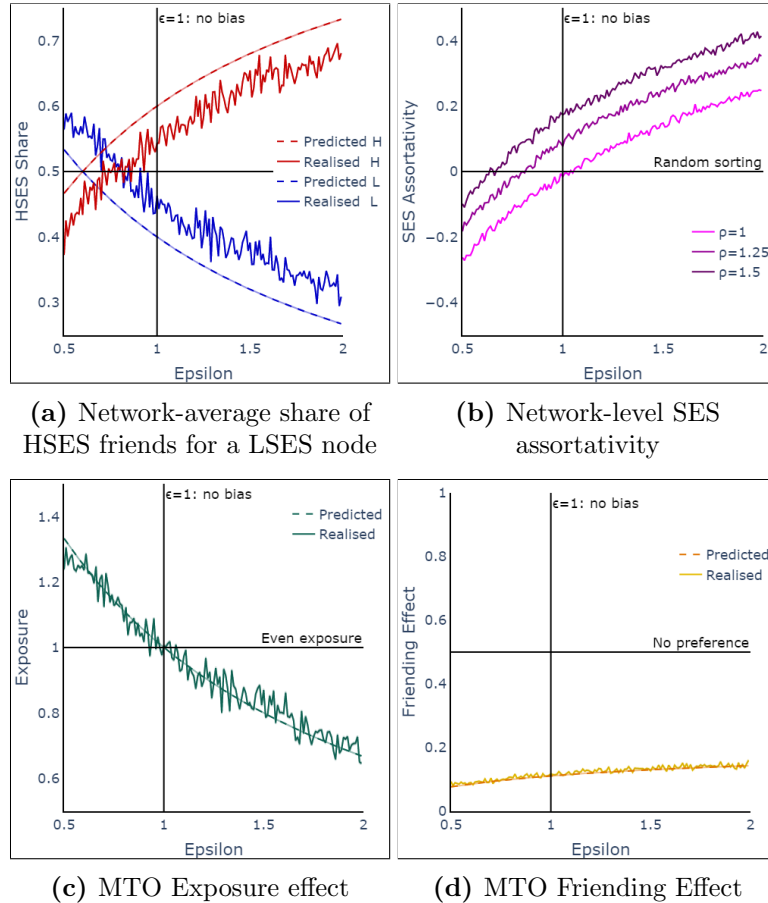 ϵ=1: no bias
0.7
0.6
0.5
0.4
0.3
HSES Share
Predicted H
Realised H
Predicted L
Realised L
0.5
1
1.5
2
Epsilon
(a) Network-average share of
HSES friends for a LSES node
ϵ=1: no bias
0.4
0.2
0
−0.2
−0.4
SES Assortativity
Random sorting
ρ=1
ρ=1.25
ρ=1.5
0.5
1
1.5
2
Epsilon
(b) Network-level SES
assortativity
ϵ=1: no bias
1.4
1.2
1
0.8
0.6
Exposure
Predicted
Realised
Even exposure
0.5
1
1.5
2
Epsilon
(c) MTO Exposure effect
ϵ=1: no bias
1
0.8
0.6
0.4
0.2
0
Friending Effect
Predicted
Realised
No preference
0.5
1
1.5
2
Epsilon
(d) MTO Friending Effect